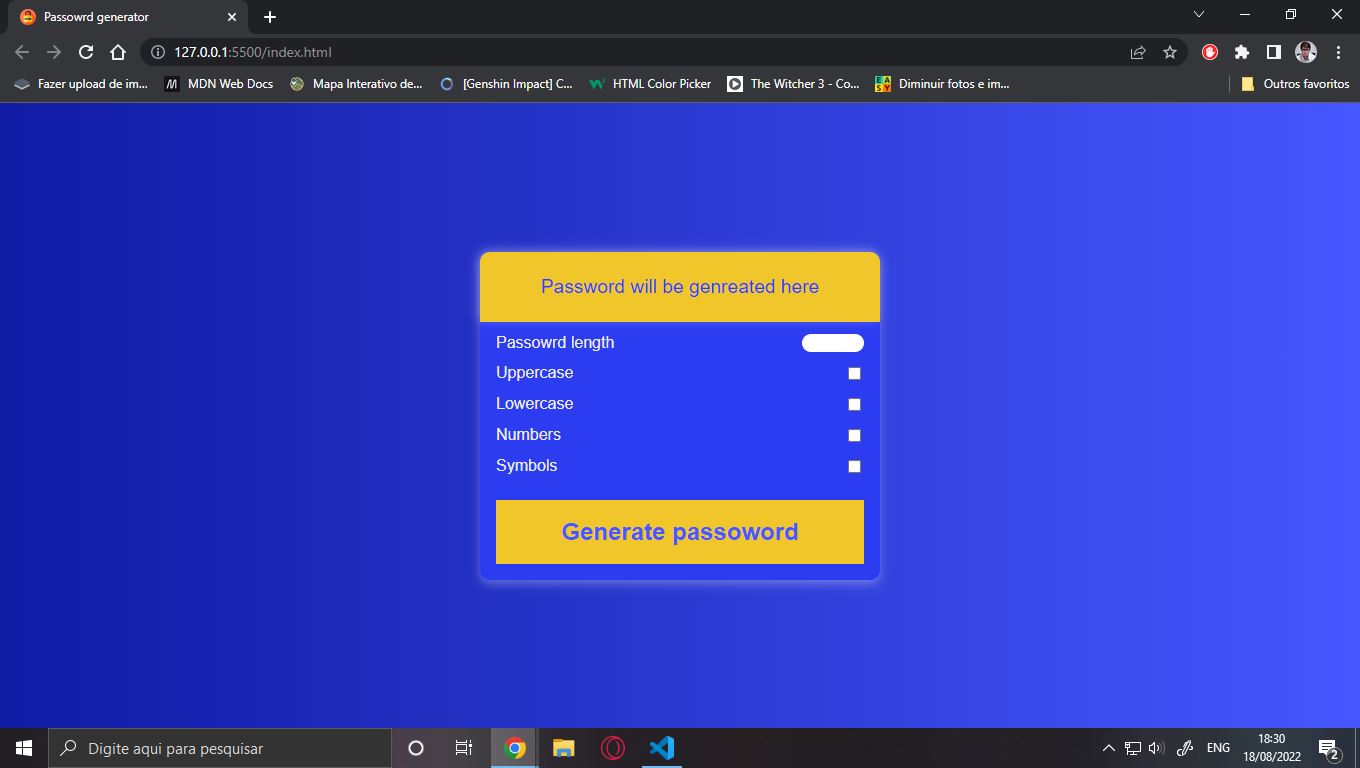 Passowrd generator
127.0.0.1:5500/index.html
Fazer upload de im... MDN Web Docs Mapa Interativo de... [Genshin Impact] C... HTML Color Picker The Witcher 3 - Co... EASY Diminuir fotos e im... Outros favoritos
Password will be genreated here
Passowrd length
Uppercase
Lowercase
Numbers
Symbols
Generate passoword
Digite aqui para pesquisar ENG 18:30
18/08/2022 2